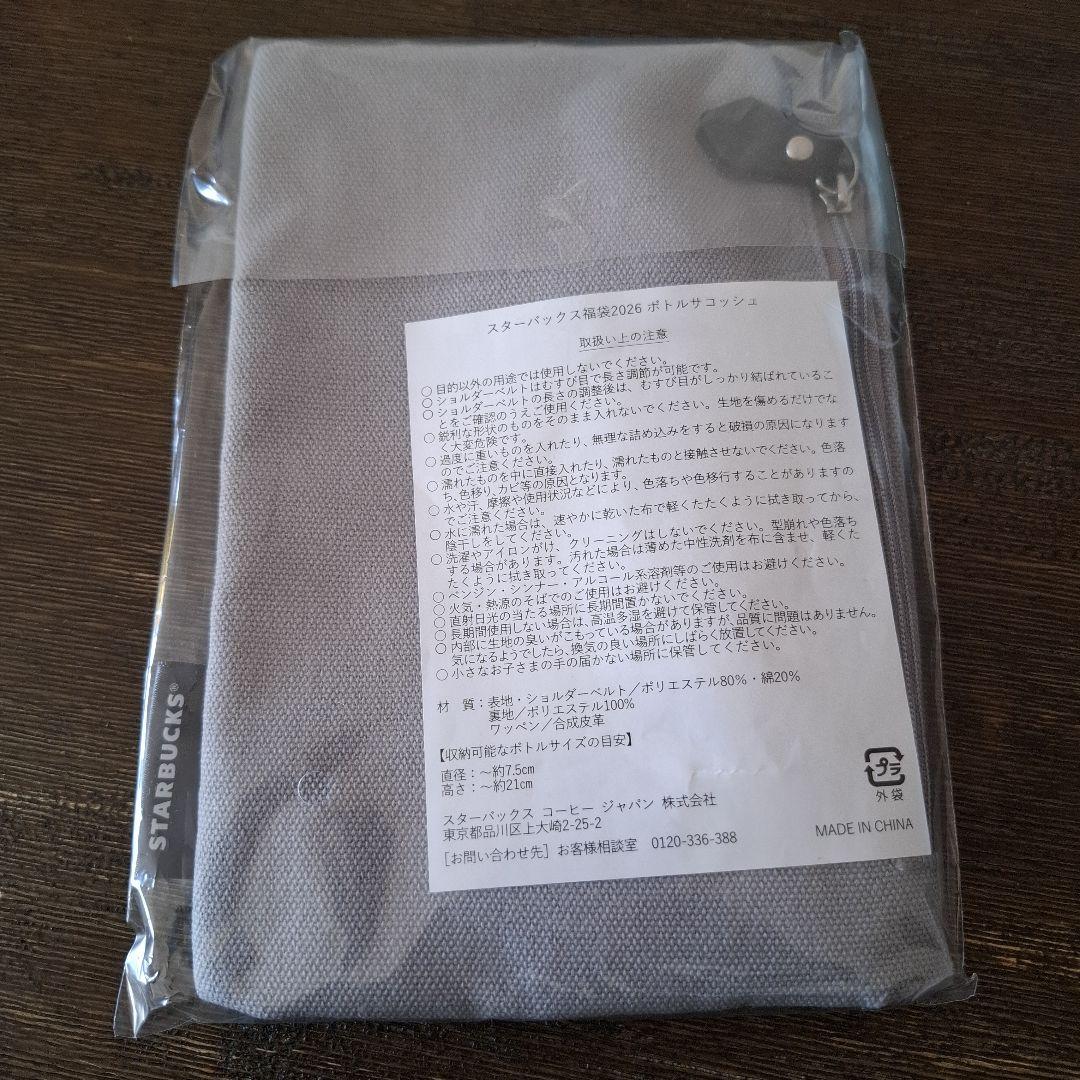 スターバックス福袋2026 ボトルサコッシュ
取扱い上の注意
○ 目的以外の用途では使用しないでください。
○ ショルダーベルトはむすび目で長さ調節が可能です。
○ ショルダーベルトの長さの調整後は、むすび目がしっかり結ばれているこ
とをご確認のうえご使用ください。
○ 鋭利な形状のものをそのまま入れないでください。生地を傷めるだけでな
く大変危険です。
○ 過度に重いものを入れたり、無理な詰め込みをすると破損の原因になります
のでご注意ください。
○ 濡れたものを中に直接入れたり、濡れたものと接触させないでください。色落
ち、色移り、カビ等の原因となります。
○ 水や汗、摩擦や使用状況などにより、色落ちや色移行することがありますの
でご注意ください。
○ 水に濡れた場合は、速やかに乾いた布で軽くたたくように拭き取ってから、
陰干しをしてください。
○ 洗濯やアイロンがけ、クリーニングはしないでください。型崩れや色落ち
する場合があります。汚れた場合は薄めた中性洗剤を布に含ませ、軽くた
たくように拭き取ってください。
○ ベンジン・シンナー・アルコール系溶剤等のご使用はお避けください。
○ 火気・熱源のそばでのご使用はお避けください。
○ 直射日光の当たる場所に長期間置かないでください。
○ 長期間使用しない場合は、高温多湿を避けて保管してください。
○ 内部に生地の臭いがこもっている場合がありますが、品質に問題はありません。
気になるようでしたら、換気の良い場所にしばらく放置してください。
○ 小さなお子さまの手の届かない場所に保管してください。
材 質：表地・ショルダーベルト／ポリエステル80%・綿20%
裏地／ポリエステル100%
ワッペン／合成皮革
【収納可能なボトルサイズの目安】
直径：～約7.5cm
高さ：～約21cm
スターバックス コーヒー ジャパン 株式会社
東京都品川区上大崎2-25-2
［お問い合わせ先］お客様相談室 0120-336-388
プラ
外袋
MADE IN CHINA
STARBUCKS®